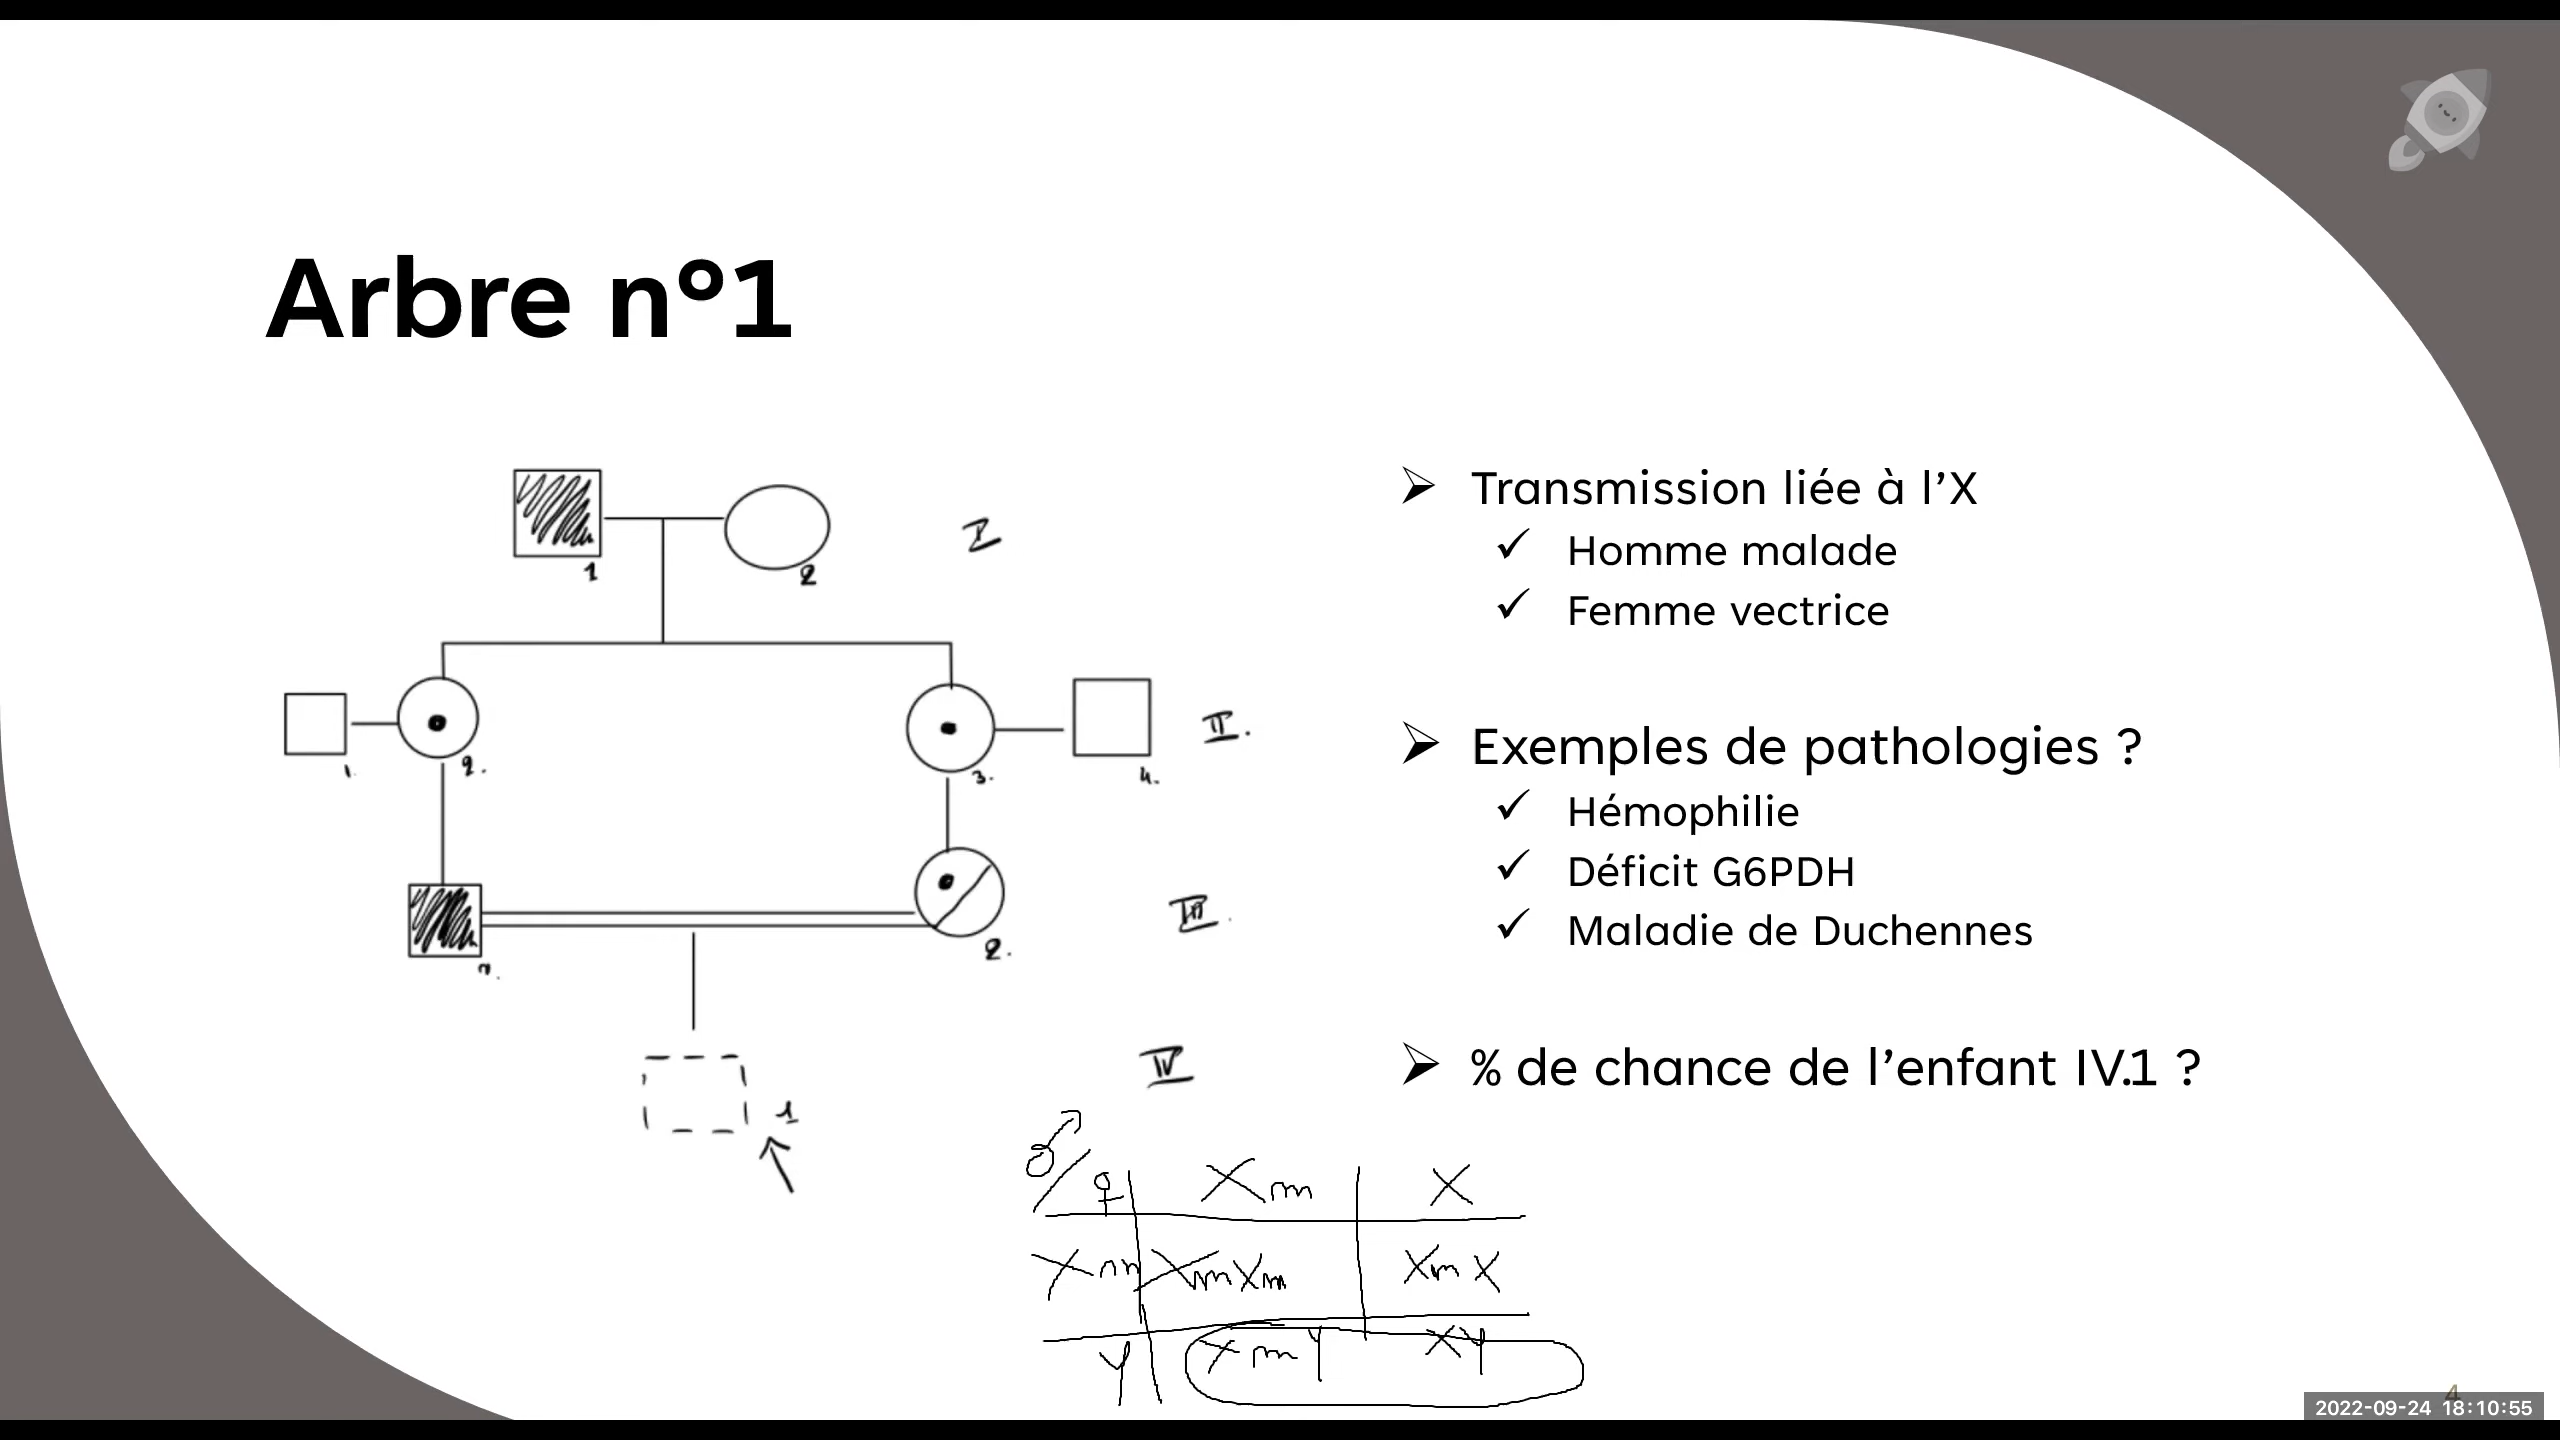 Arbre n°1
1
2
I
1.
2.
3.
4.
II.
1.
2.
III.
IV
1
➢ Transmission liée à l'X
✓ Homme malade
✓ Femme vectrice
➢ Exemples de pathologies ?
✓ Hémophilie
✓ Déficit G6PDH
✓ Maladie de Duchennes
➢ % de chance de l'enfant IV.1 ?
♂/♀ Xm X
Xm XmXm XmX
Y XmY XY
4
2022-09-24 18:10:55